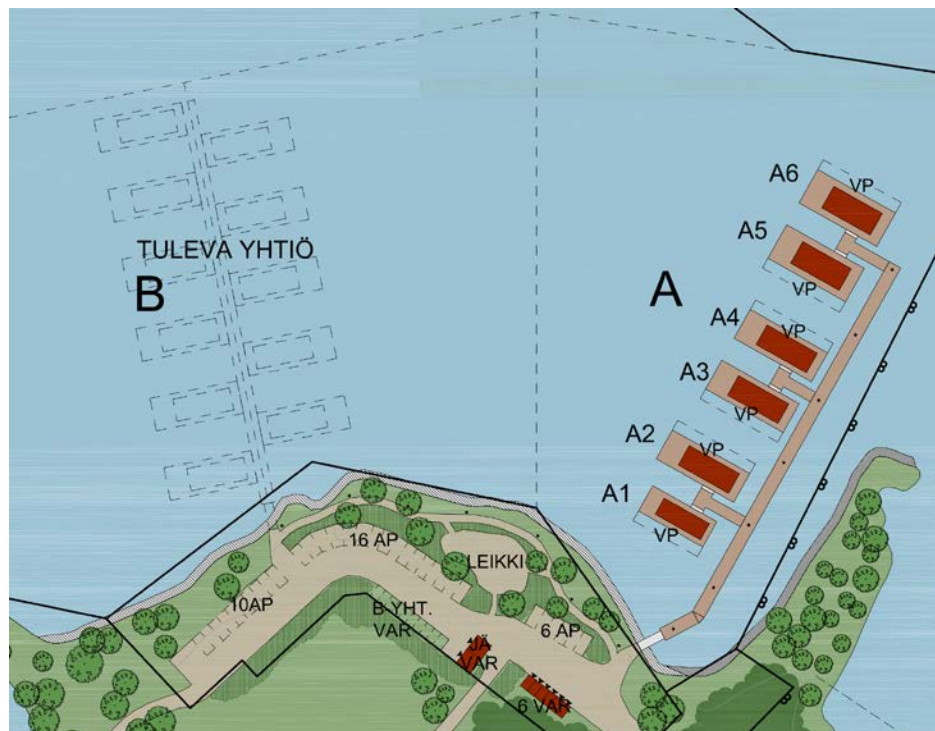 A6
VP
A5
VP
TULEVA YHTIÖ
B
A
A4
VP
A3
VP
A2
VP
A1
VP
16 AP
LEIKKI
10AP
B-YHT.
VAR
6 AP
JÄ
VAR
6 VAR
B
B
B
B
B
B